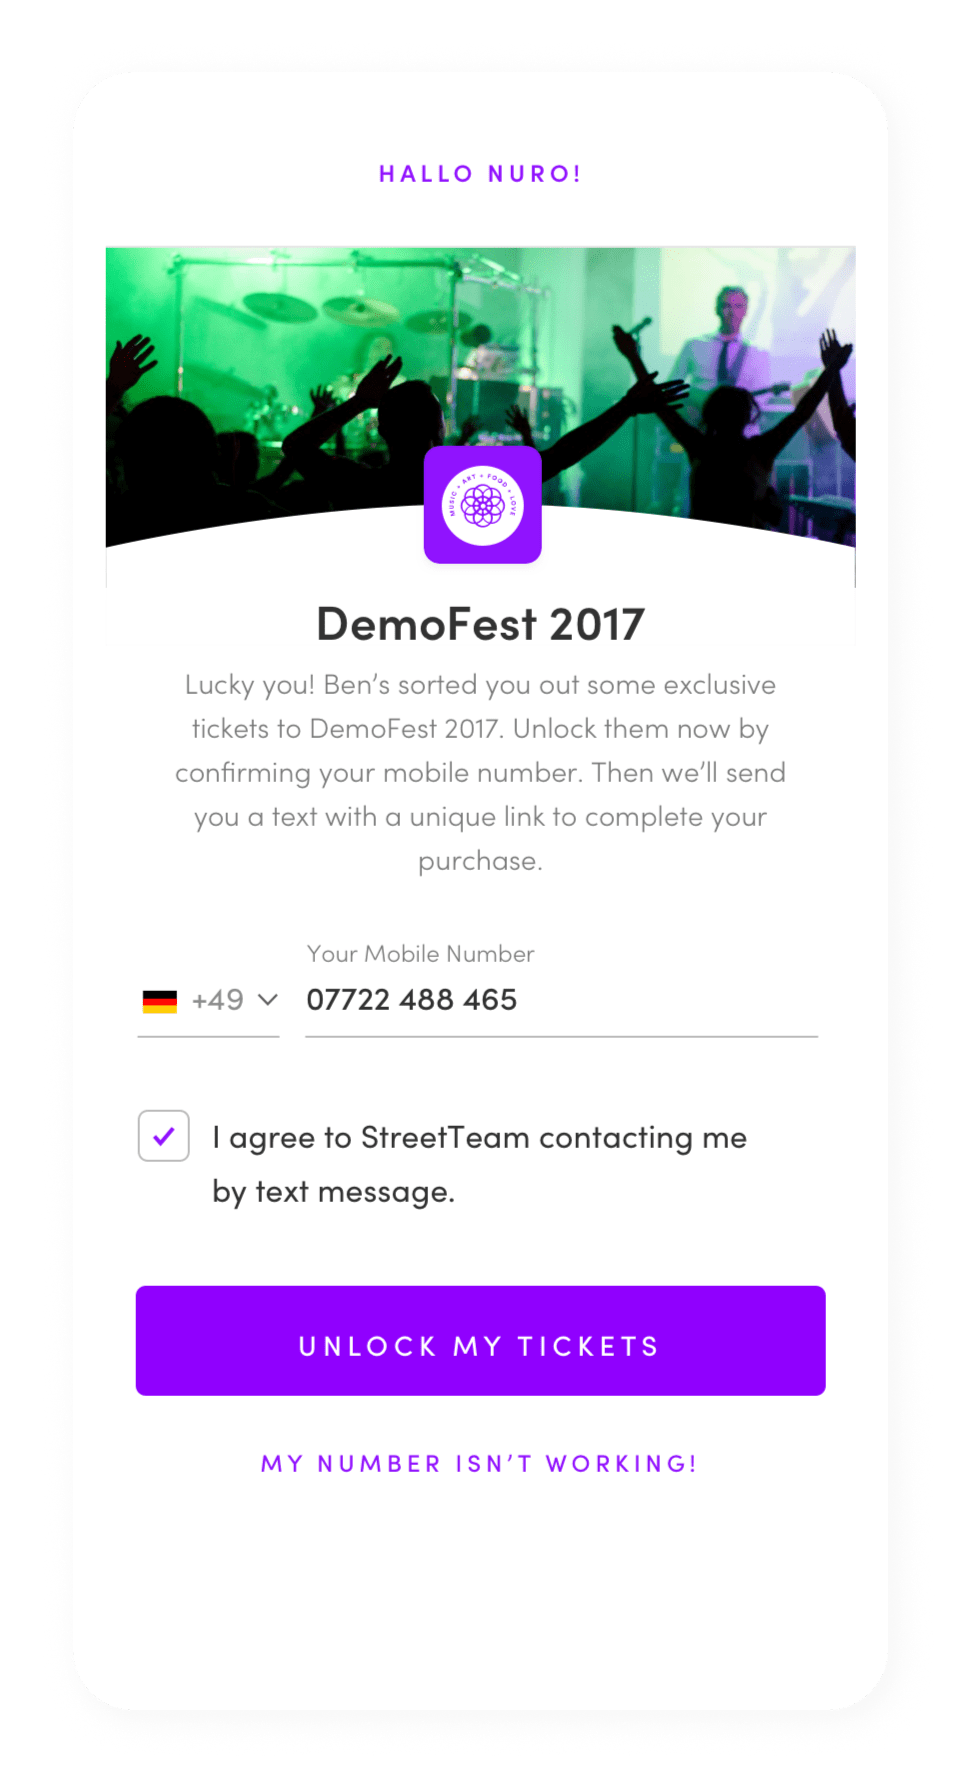 HALLO NURO!
MUSIC + ART + FOOD + LOVE
DemoFest 2017
Lucky you! Ben’s sorted you out some exclusive
tickets to DemoFest 2017. Unlock them now by
confirming your mobile number. Then we’ll send
you a text with a unique link to complete your
purchase.
Your Mobile Number
+49 07722 488 465
I agree to StreetTeam contacting me
by text message.
UNLOCK MY TICKETS
MY NUMBER ISN’T WORKING!